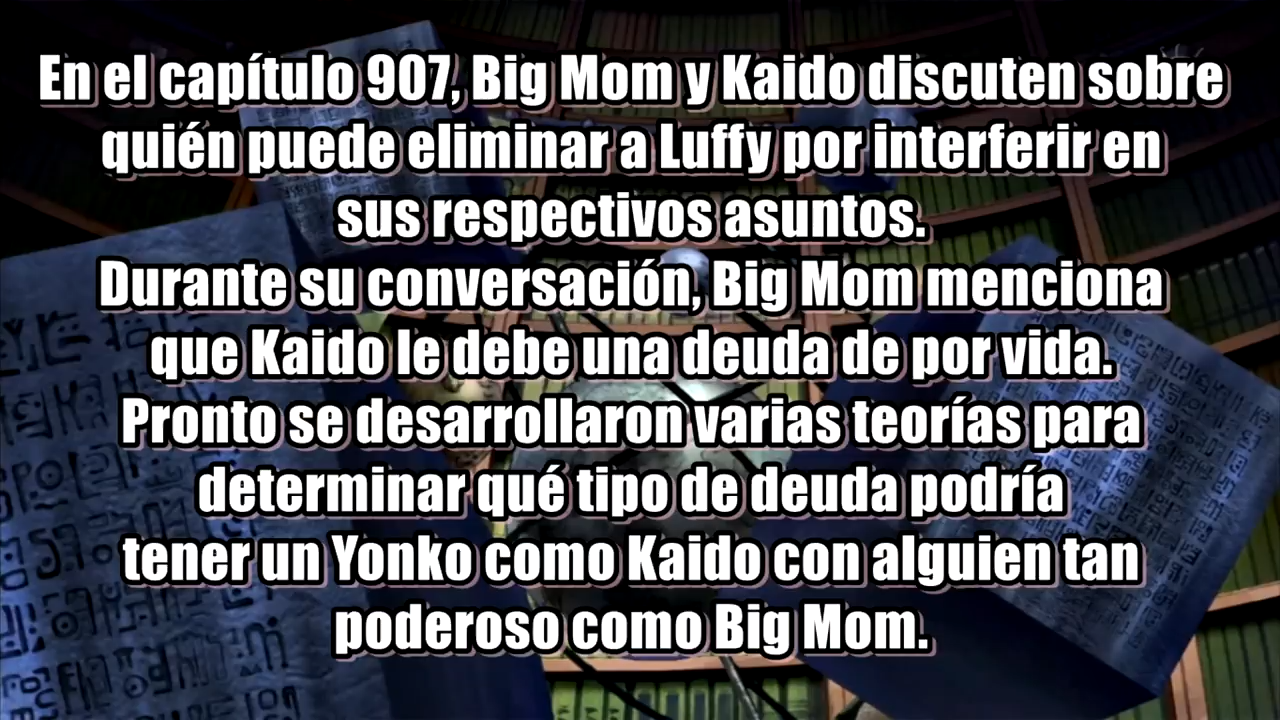 En el capítulo 907, Big Mom y Kaido discuten sobre
quién puede eliminar a Luffy por interferir en
sus respectivos asuntos.
Durante su conversación, Big Mom menciona
que Kaido le debe una deuda de por vida.
Pronto se desarrollaron varias teorías para
determinar qué tipo de deuda podría
tener un Yonko como Kaido con alguien tan
poderoso como Big Mom.